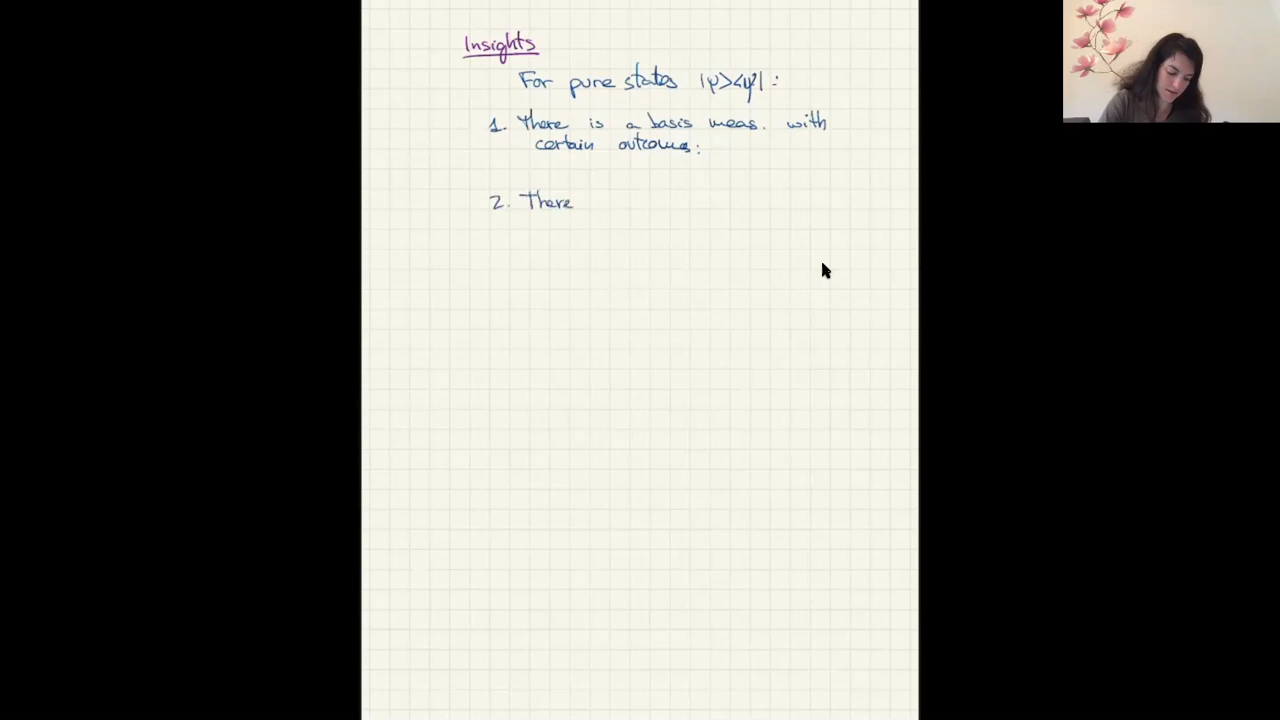 Insights
For pure states |ψ><ψ| :
1. There is a basis meas. with
certain outcome:
2. There